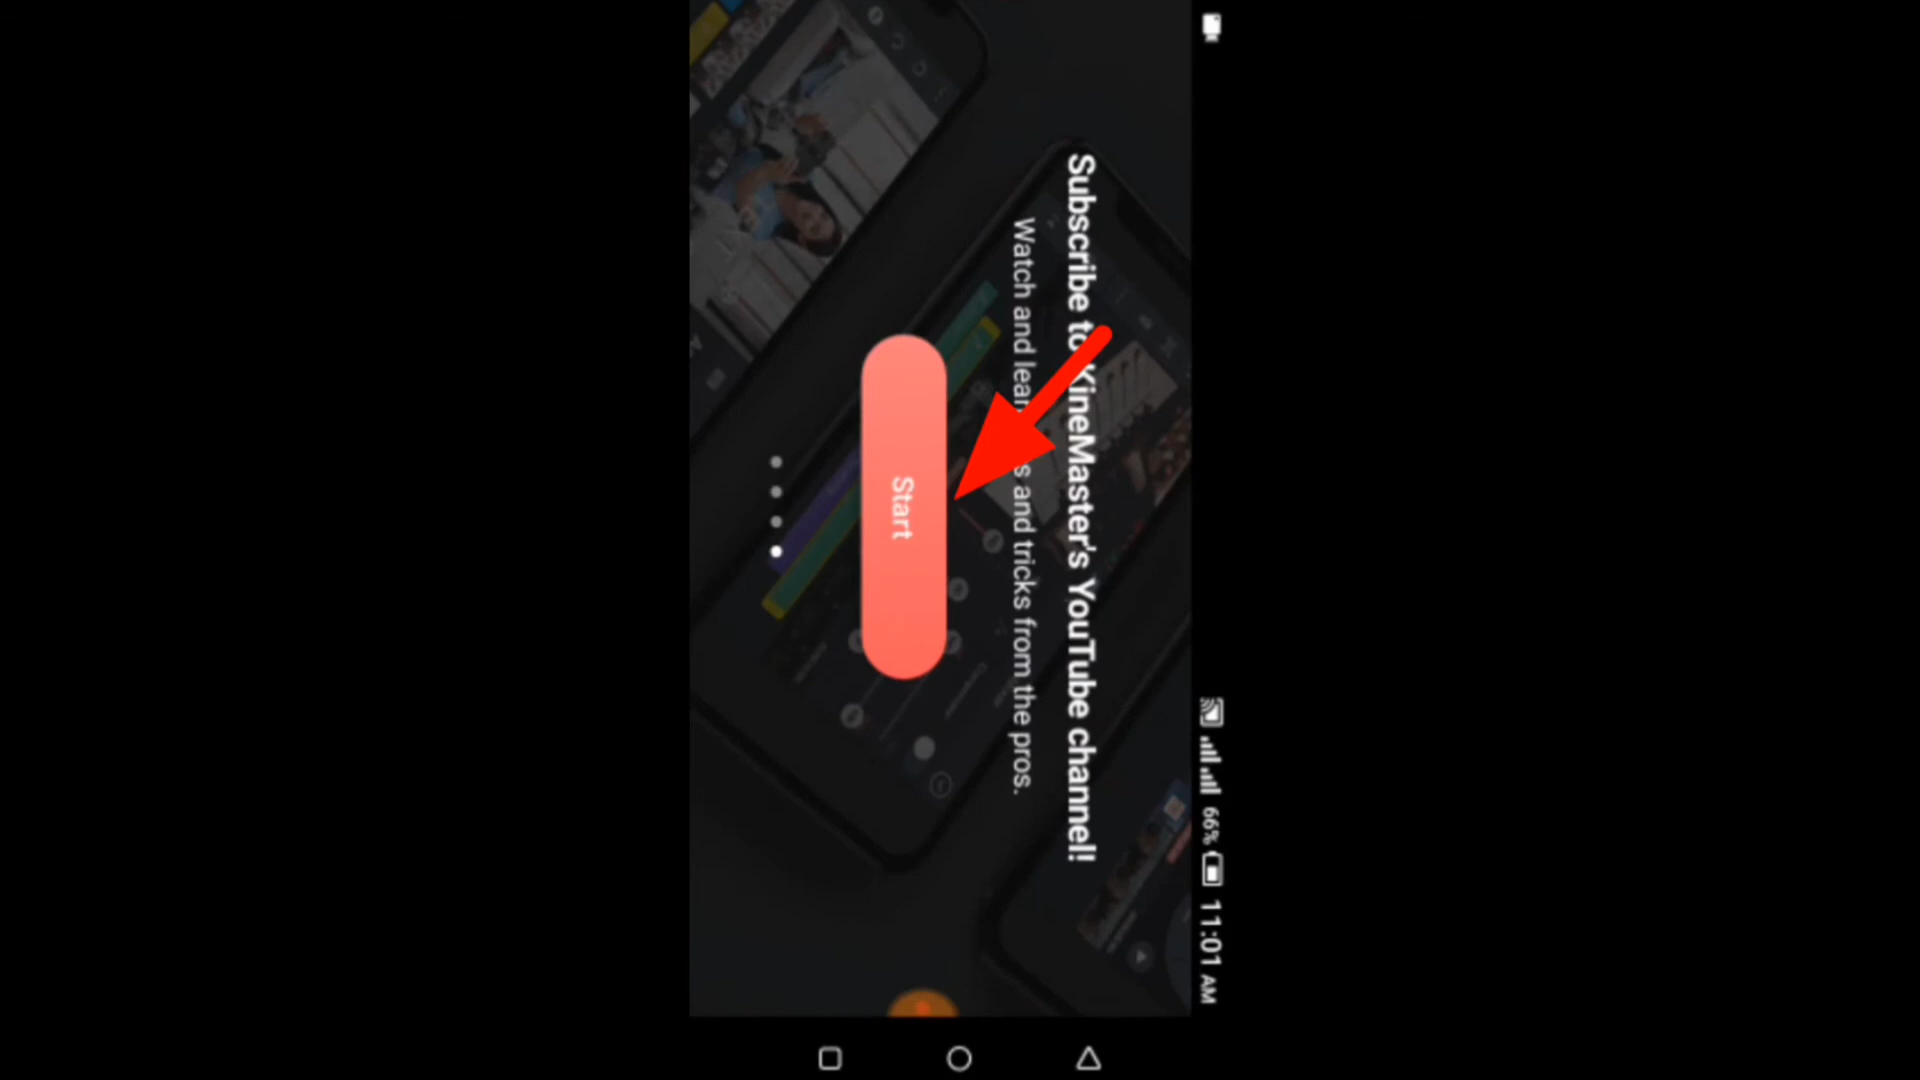 66% 11:01 AM
Subscribe to KineMaster's YouTube channel!
Watch and lear s and tricks from the pros.
Start